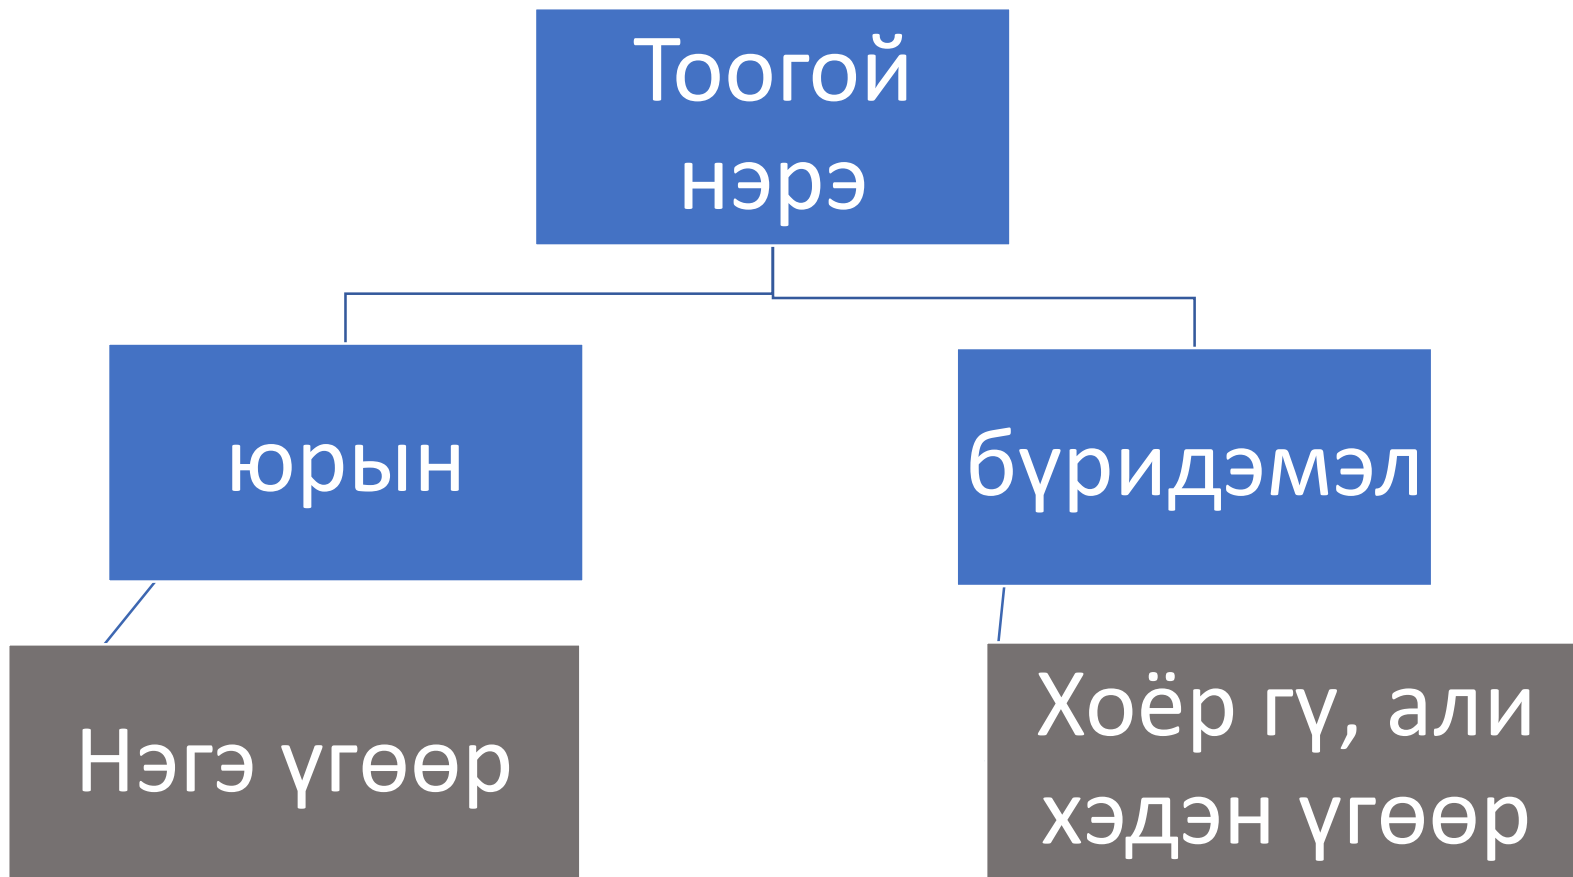 Тоогой
нэрэ
юрын
бүридэмэл
Нэгэ үгөөр
Хоёр гү, али
хэдэн үгөөр